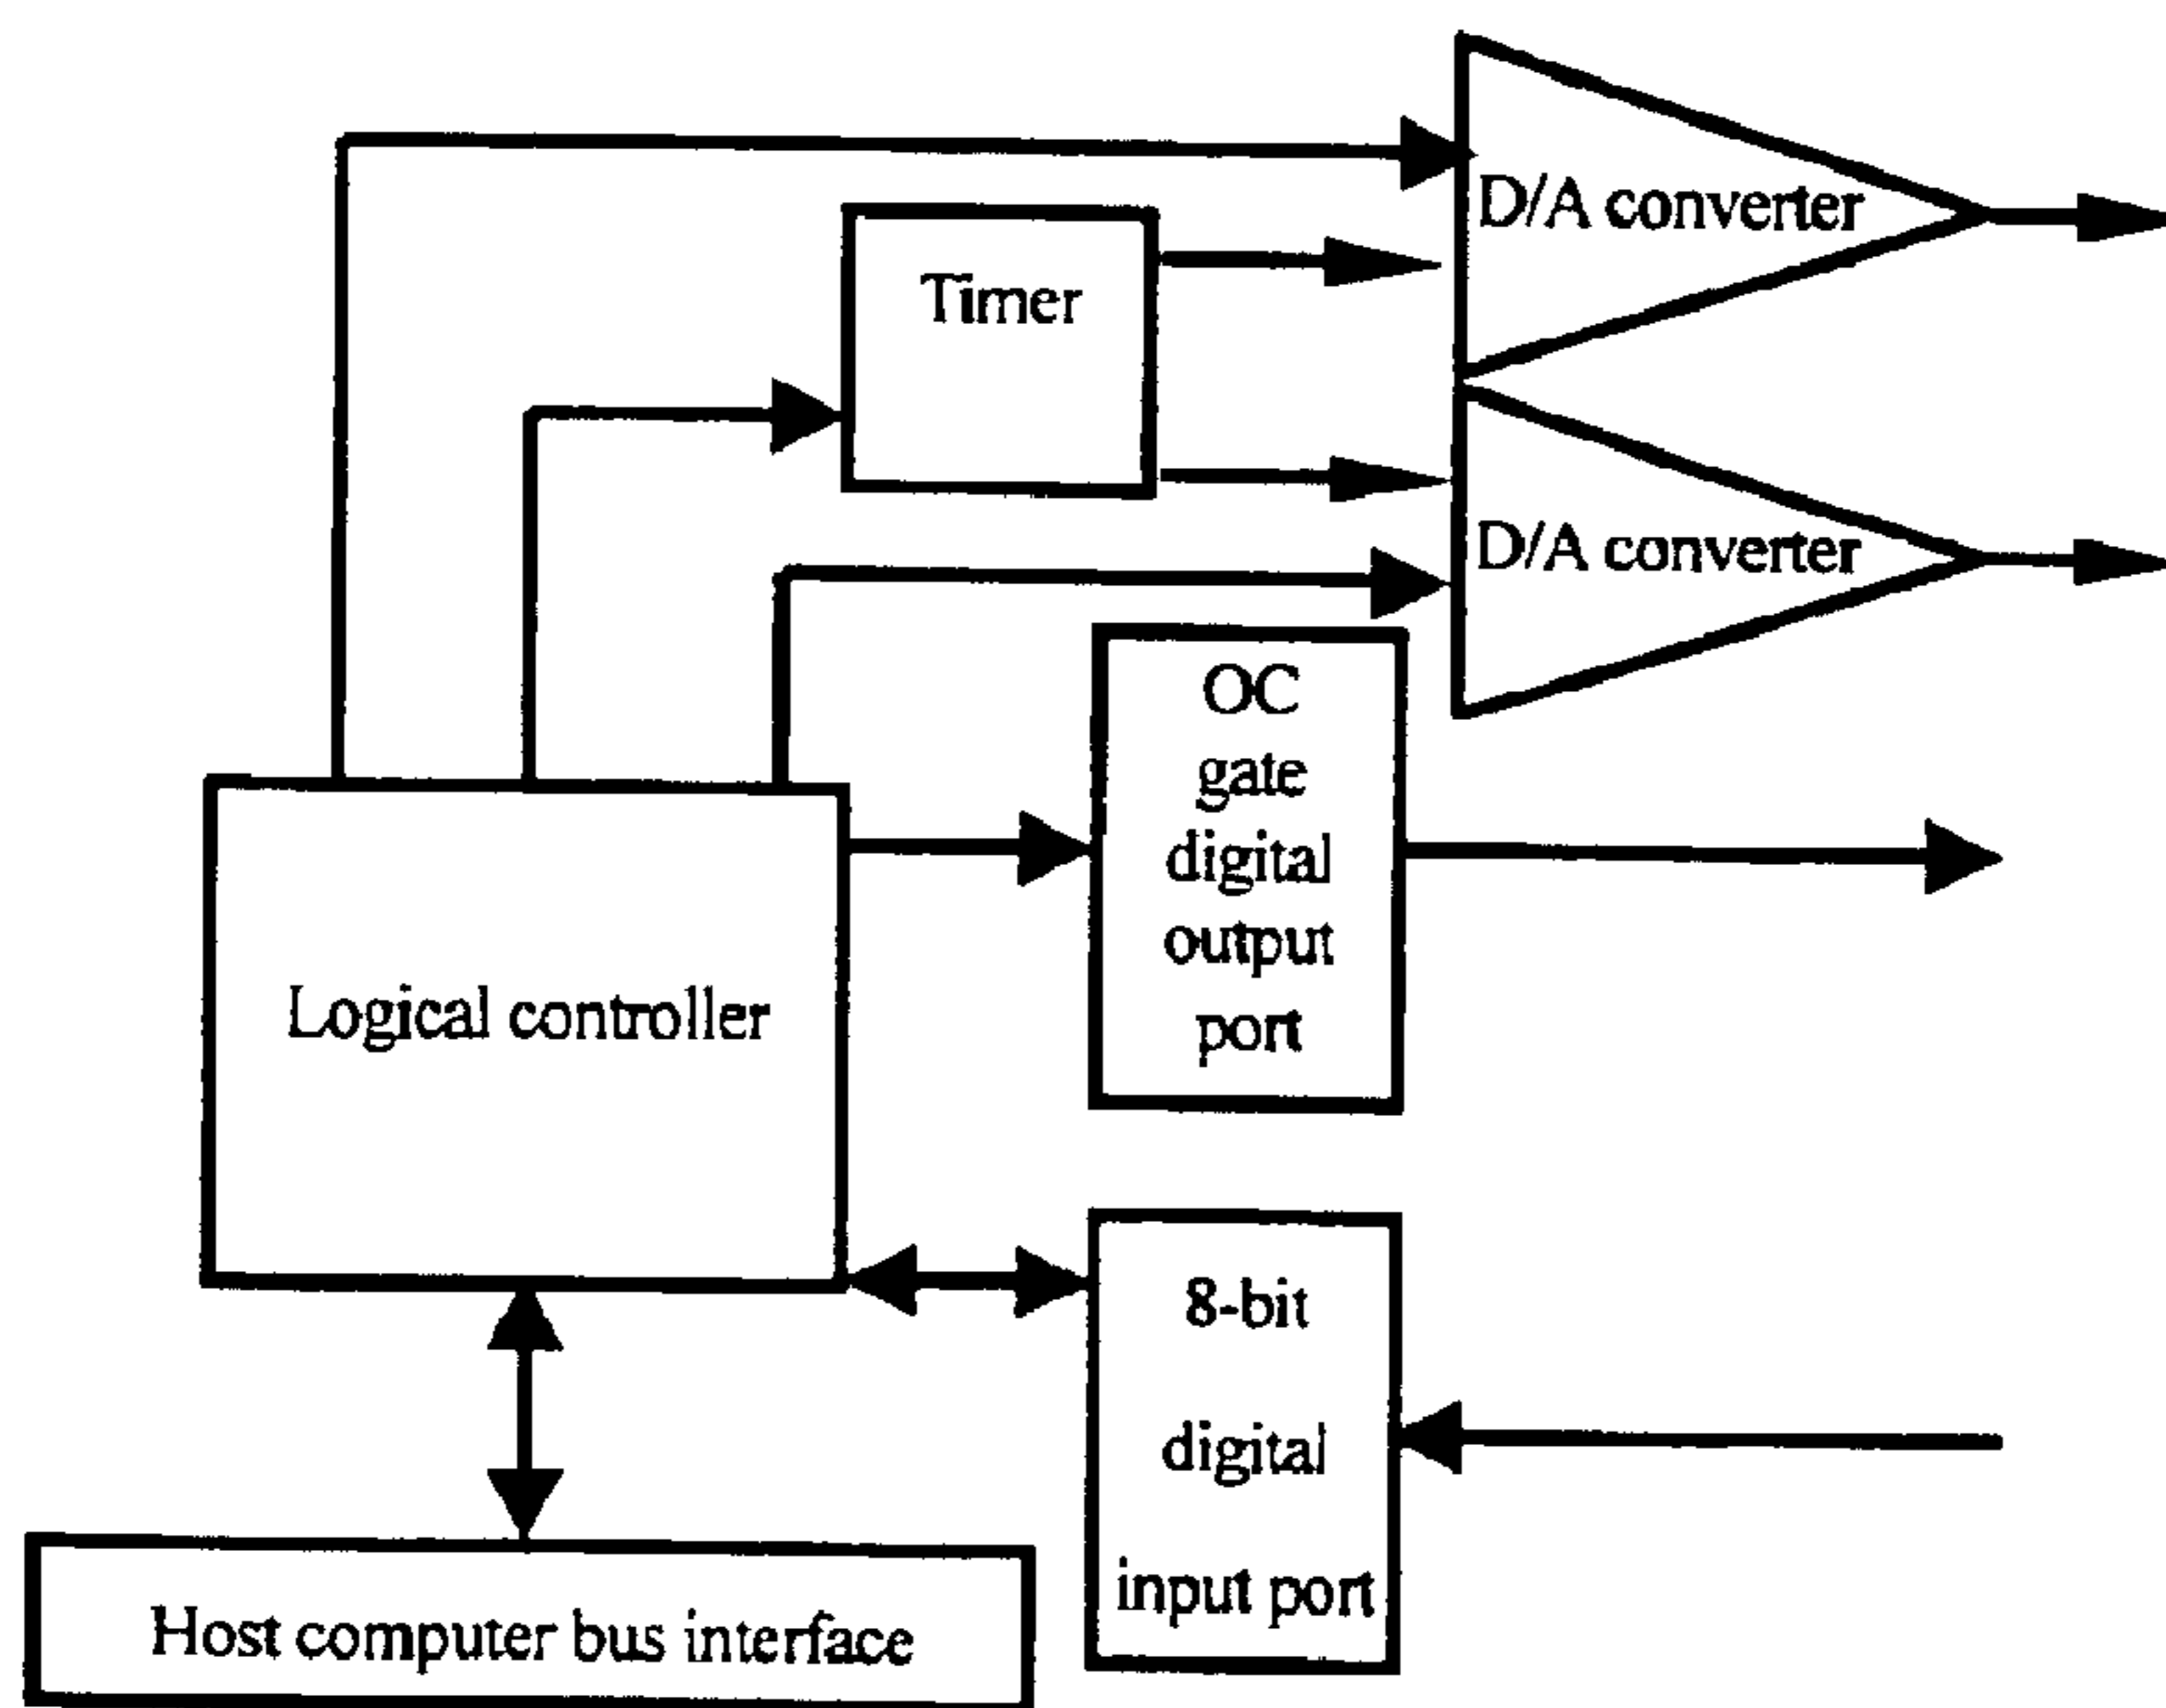 D/A converter
Timer
D/A converter
OC
gate
digital
output
port
Logical controller
8-bit
digital
input port
Host computer bus interface